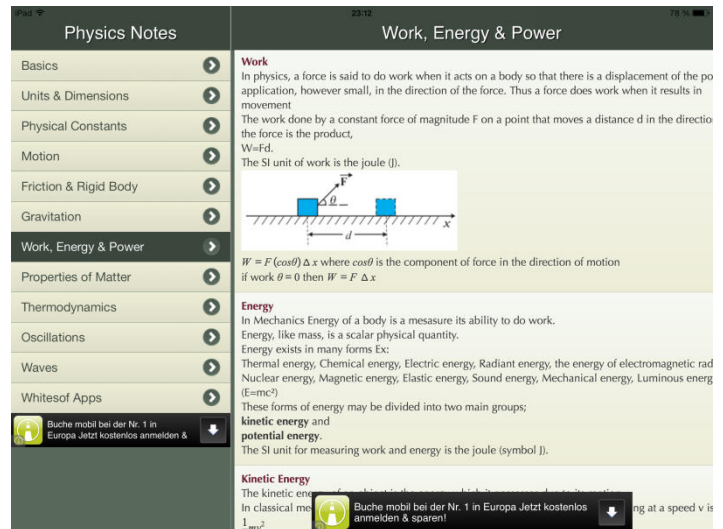 iPad
23:12
78 %
Physics Notes
Work, Energy & Power
Basics
Units & Dimensions
Physical Constants
Motion
Friction & Rigid Body
Gravitation
Work, Energy & Power
Properties of Matter
Thermodynamics
Oscillations
Waves
Whitesof Apps
Buche mobil bei der Nr. 1 in
Europa Jetzt kostenlos anmelden &
Work
In physics, a force is said to do work when it acts on a body so that there is a displacement of the po
application, however small, in the direction of the force. Thus a force does work when it results in
movement
The work done by a constant force of magnitude F on a point that moves a distance d in the directio
the force is the product,
W=Fd.
The SI unit of work is the joule (J).
F
θ
x
d
W = F (cosθ) Δ x where cosθ is the component of force in the direction of motion
if work θ = 0 then W = F Δ x
Energy
In Mechanics Energy of a body is a mesasure its ability to do work.
Energy, like mass, is a scalar physical quantity.
Energy exists in many forms Ex:
Thermal energy, Chemical energy, Electric energy, Radiant energy, the energy of electromagnetic rad
Nuclear energy, Magnetic energy, Elastic energy, Sound energy, Mechanical energy, Luminous energ
(E=mc²)
These forms of energy may be divided into two main groups;
kinetic energy and
potential energy.
The SI unit for measuring work and energy is the joule (symbol J).
Kinetic Energy
The kinetic
In classical me ng at a speed v is
1 mv²
Buche mobil bei der Nr. 1 in Europa Jetzt kostenlos
anmelden & sparen!